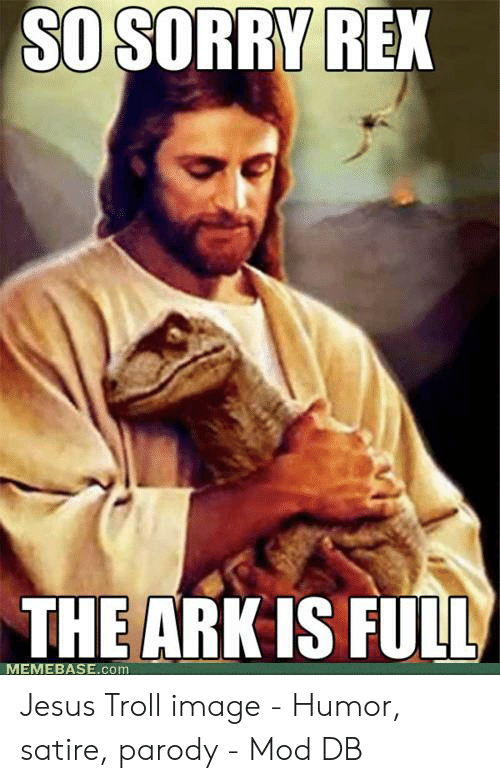 SO SORRY REX
THE ARK IS FULL
MEMEBASE.com
Jesus Troll image - Humor,
satire, parody - Mod DB